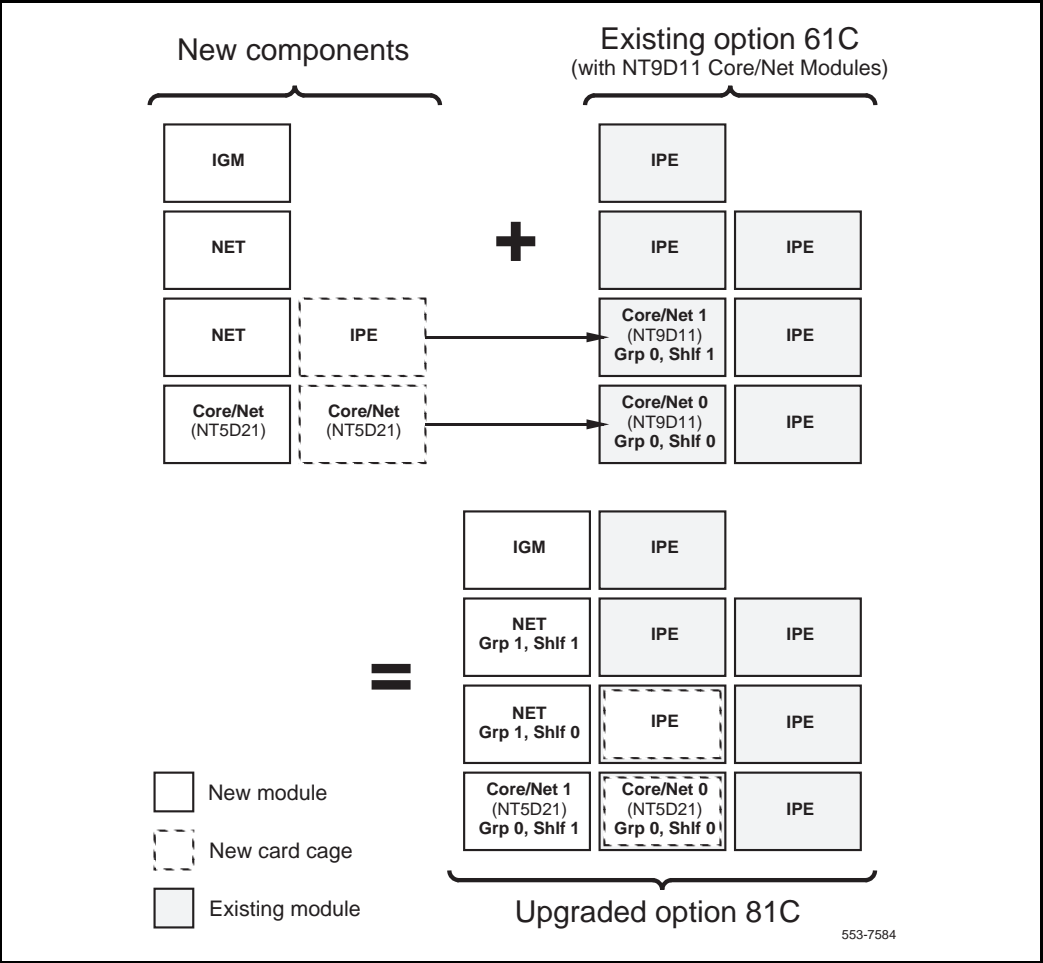 New components
Existing option 61C
(with NT9D11 Core/Net Modules)
IGM
IPE
NET
+
IPE
IPE
NET
IPE
Core/Net 1
(NT9D11)
Grp 0, Shlf 1
IPE
Core/Net
(NT5D21)
Core/Net
(NT5D21)
Core/Net 0
(NT9D11)
Grp 0, Shlf 0
IPE
=
IGM
IPE
NET
Grp 1, Shlf 1
IPE
IPE
NET
Grp 1, Shlf 0
IPE
IPE
Core/Net 1
(NT5D21)
Grp 0, Shlf 1
Core/Net 0
(NT5D21)
Grp 0, Shlf 0
IPE
New module
New card cage
Existing module
Upgraded option 81C
553-7584